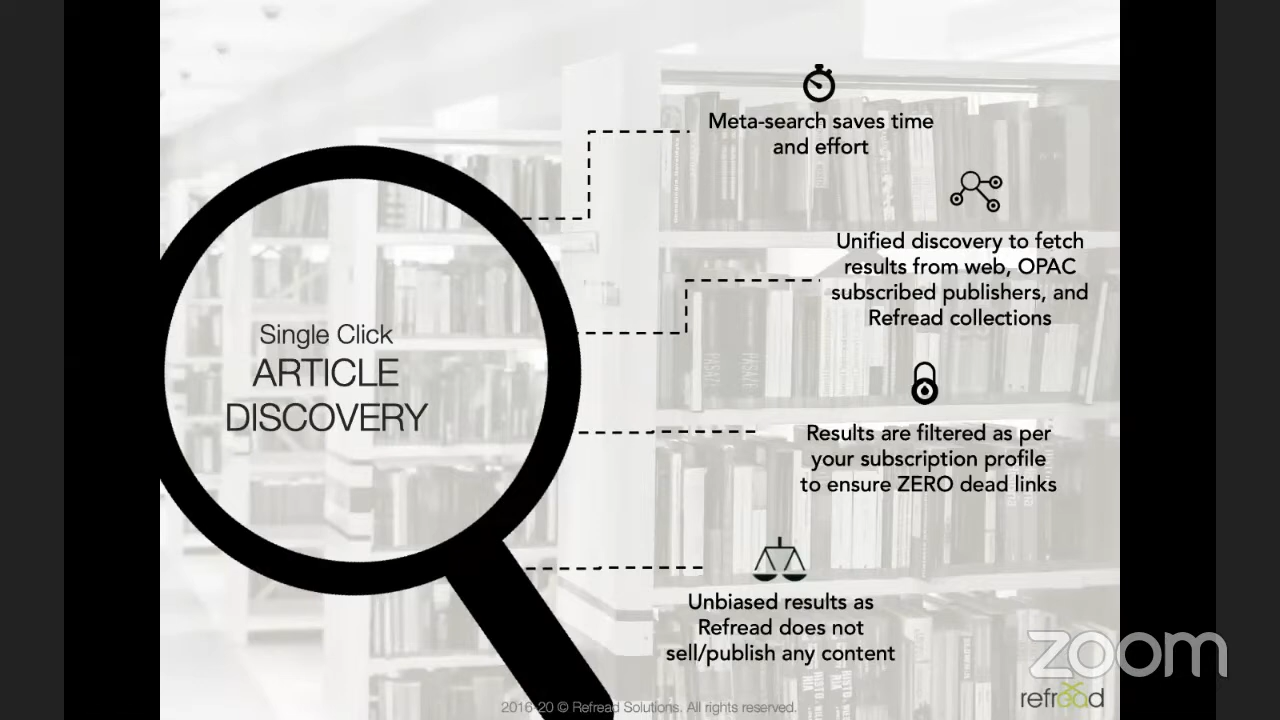 Meta-search saves time
and effort
Unified discovery to fetch
results from web, OPAC
subscribed publishers, and
Refread collections
Single Click
ARTICLE
DISCOVERY
Results are filtered as per
your subscription profile
to ensure ZERO dead links
Unbiased results as
Refread does not
sell/publish any content
zoom
refread
2016-20 © Refread Solutions. All rights reserved.